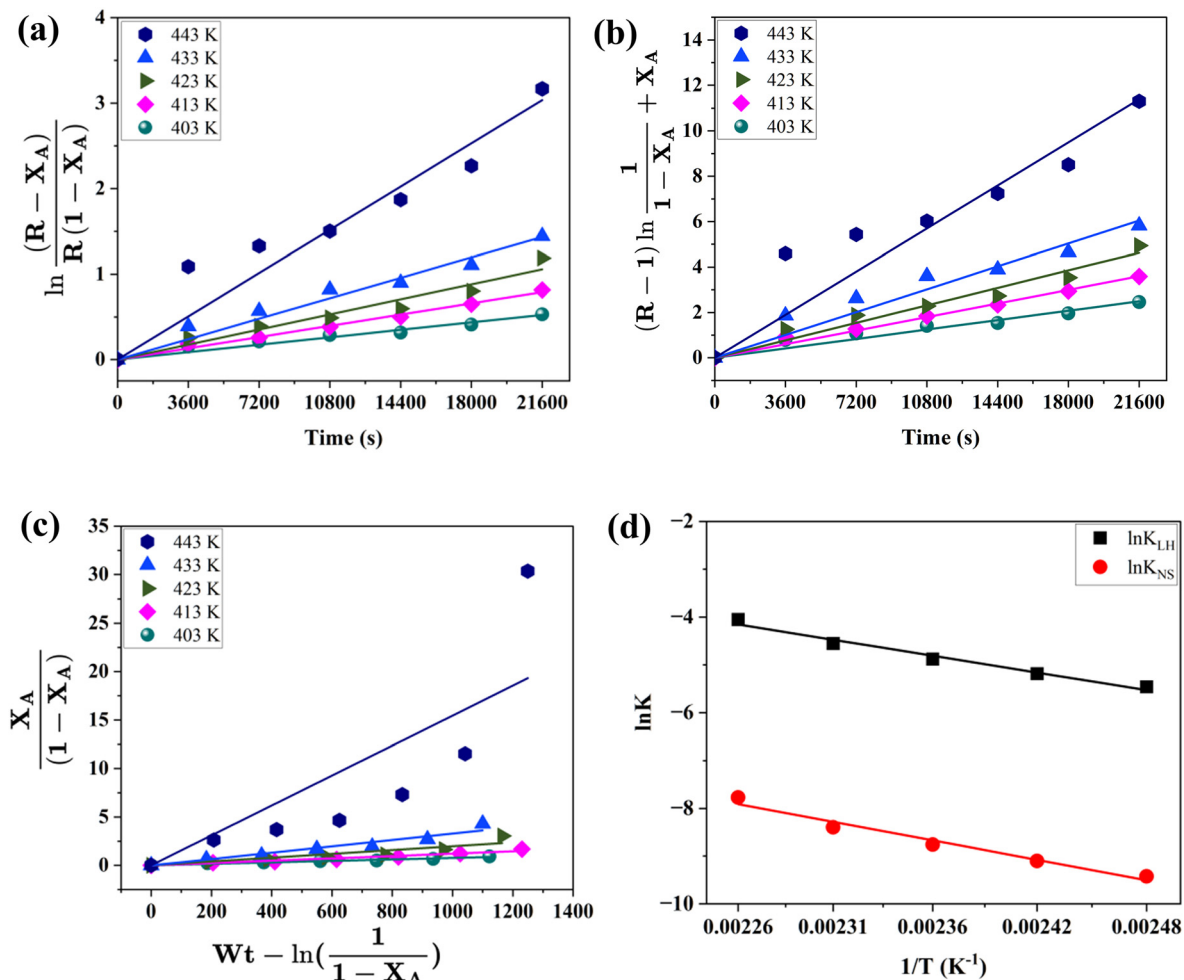 (a)
443 K
433 K
423 K
413 K
403 K
ln (R − X_A) / R (1 − X_A)
4
3
2
1
0
0 3600 7200 10800 14400 18000 21600
Time (s)
(b)
443 K
433 K
423 K
413 K
403 K
(R − 1) ln 1 / 1 − X_A + X_A
14
12
10
8
6
4
2
0
0 3600 7200 10800 14400 18000 21600
Time (s)
(c)
443 K
433 K
423 K
413 K
403 K
X_A / (1 − X_A)
35
30
25
20
15
10
5
0
0 200 400 600 800 1000 1200 1400
Wt − ln( 1 / 1 − X_A )
(d)
lnK_LH
lnK_NS
lnK
−2
−4
−6
−8
−10
0.00226 0.00231 0.00236 0.00242 0.00248
1/T (K⁻¹)